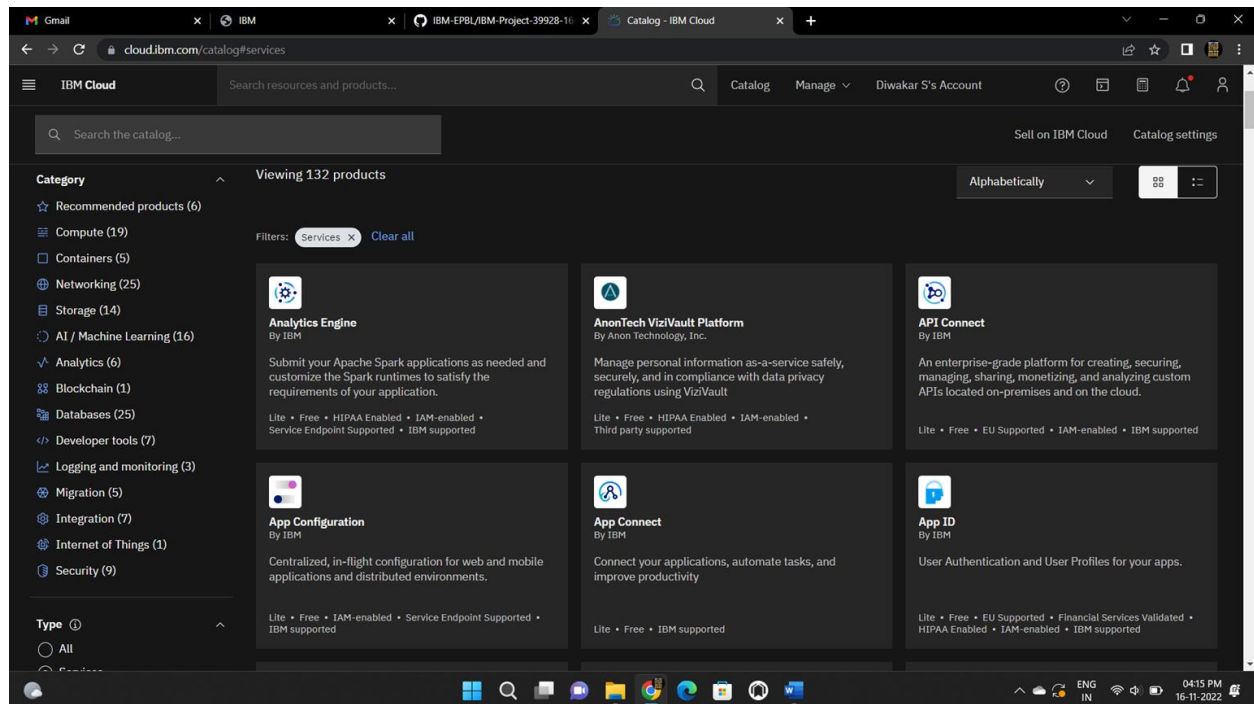 Gmail
IBM
IBM-EPBL/IBM-Project-39928-16
Catalog - IBM Cloud
cloud.ibm.com/catalog#services
IBM Cloud
Search resources and products...
Catalog
Manage
Diwakar S's Account
Search the catalog...
Sell on IBM Cloud
Catalog settings
Category
Recommended products (6)
Compute (19)
Containers (5)
Networking (25)
Storage (14)
AI / Machine Learning (16)
Analytics (6)
Blockchain (1)
Databases (25)
Developer tools (7)
Logging and monitoring (3)
Migration (5)
Integration (7)
Internet of Things (1)
Security (9)
Type
All
Services
Viewing 132 products
Alphabetically
Filters: Services Clear all
Analytics Engine
By IBM
Submit your Apache Spark applications as needed and
customize the Spark runtimes to satisfy the
requirements of your application.
Lite • Free • HIPAA Enabled • IAM-enabled •
Service Endpoint Supported • IBM supported
AnonTech ViziVault Platform
By Anon Technology, Inc.
Manage personal information as-a-service safely,
securely, and in compliance with data privacy
regulations using ViziVault
Lite • Free • HIPAA Enabled • IAM-enabled •
Third party supported
API Connect
By IBM
An enterprise-grade platform for creating, securing,
managing, sharing, monetizing, and analyzing custom
APIs located on-premises and on the cloud.
Lite • Free • EU Supported • IAM-enabled • IBM supported
App Configuration
By IBM
Centralized, in-flight configuration for web and mobile
applications and distributed environments.
Lite • Free • IAM-enabled • Service Endpoint Supported •
IBM supported
App Connect
By IBM
Connect your applications, automate tasks, and
improve productivity
Lite • Free • IBM supported
App ID
By IBM
User Authentication and User Profiles for your apps.
Lite • Free • EU Supported • Financial Services Validated •
HIPAA Enabled • IAM-enabled • IBM supported
ENG
IN
04:15 PM
16-11-2022